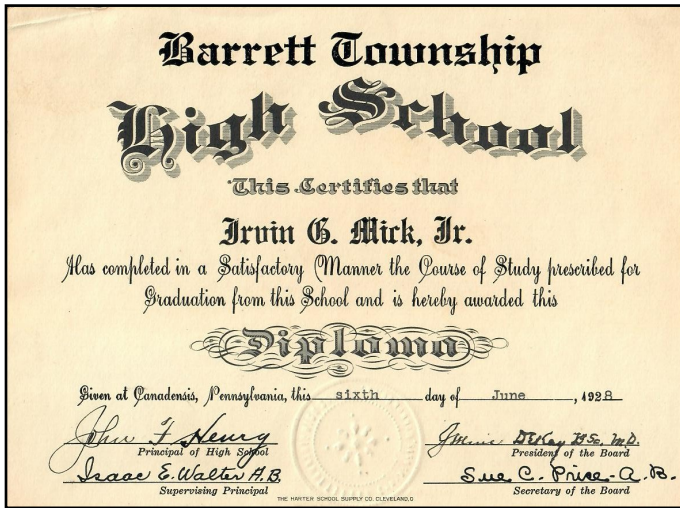 Barrett Township
High School
This Certifies that
Irvin G. Mick, Jr.
Has completed in a Satisfactory Manner the Course of Study prescribed for
Graduation from this School and is hereby awarded this
Diploma
Given at Canadensis, Pennsylvania, this sixth day of June, 1928
John F. Henry
Principal of High School
DeKay BSc., M.D.
President of the Board
Isaac E. Walter A.B.
Supervising Principal
Sue C. Price-A.B.
Secretary of the Board
THE HARTER SCHOOL SUPPLY CO. CLEVELAND, O